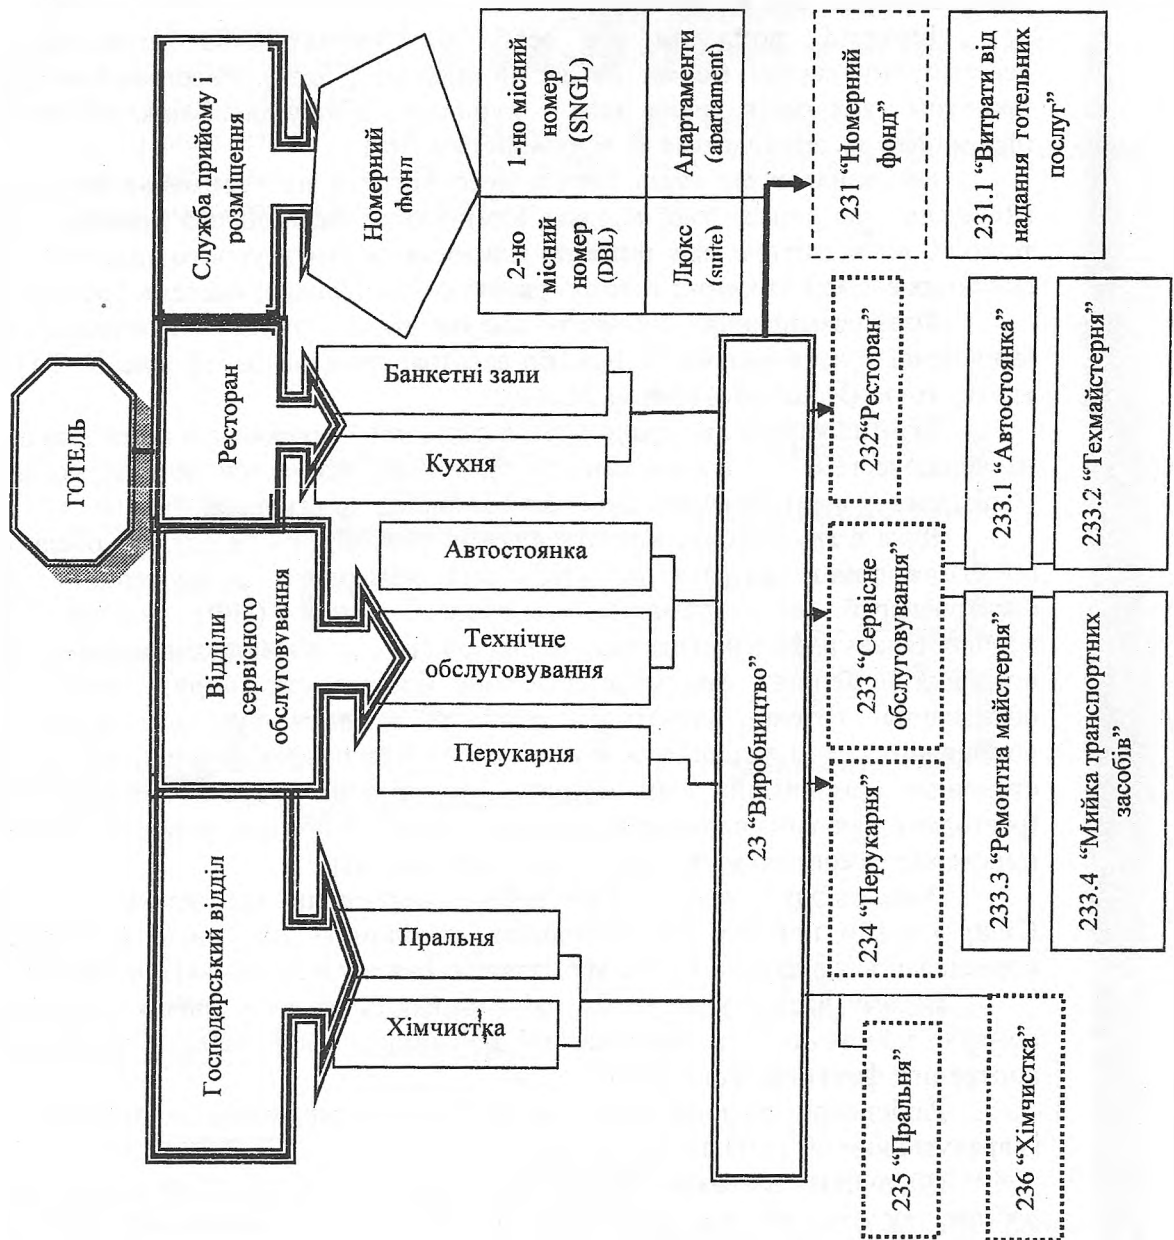 ГОТЕЛЬ
Господарський відділ
Відділи
сервісного
обслуговування
Ресторан
Служба прийому і
розміщення
Хімчистка
Пральня
Перукарня
Технічне
обслуговування
Автостоянка
Кухня
Банкетні зали
Номерний
фонд
2-но
місний
номер
(DBL)
1-но місний
номер
(SNGL)
Люкс
(suite)
Апартаменти
(apartament)
23 “Виробництво”
235 “Пральня”
236 “Хімчистка”
234 “Перукарня”
233 “Сервісне
обслуговування”
232“Ресторан”
231 “Номерний
фонд”
233.3 “Ремонтна майстерня”
233.1 “Автостоянка”
233.4 “Мийка транспортних
засобів”
233.2 “Техмайстерня”
231.1 “Витрати від
надання готельних
послуг”